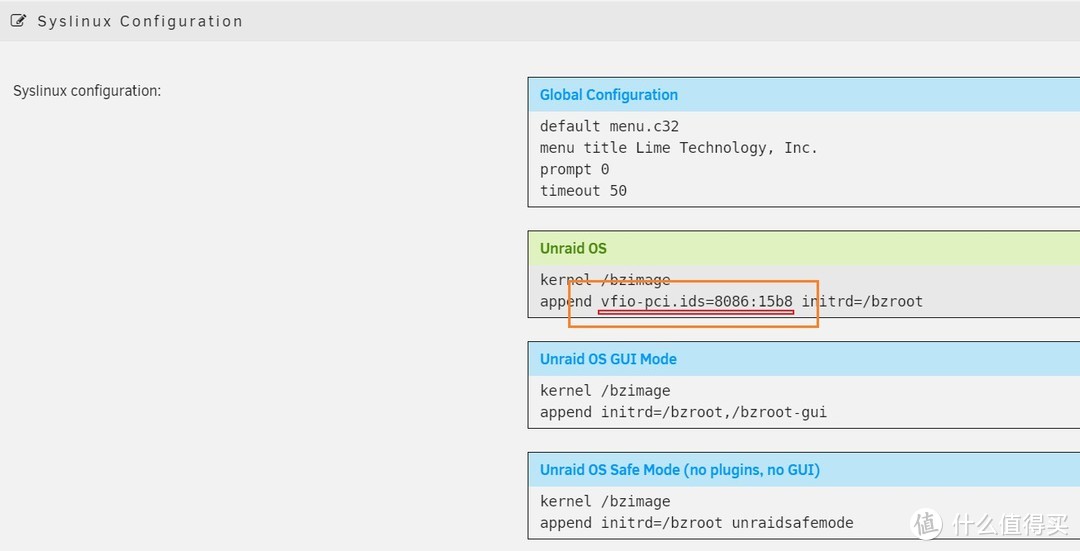 Syslinux Configuration
Syslinux configuration:
Global Configuration
default menu.c32
menu title Lime Technology, Inc.
prompt 0
timeout 50
Unraid OS
kernel /bzimage
append vfio-pci.ids=8086:15b8 initrd=/bzroot
Unraid OS GUI Mode
kernel /bzimage
append initrd=/bzroot,/bzroot-gui
Unraid OS Safe Mode (no plugins, no GUI)
kernel /bzimage
append initrd=/bzroot unraidsafemode
值 什么值得买